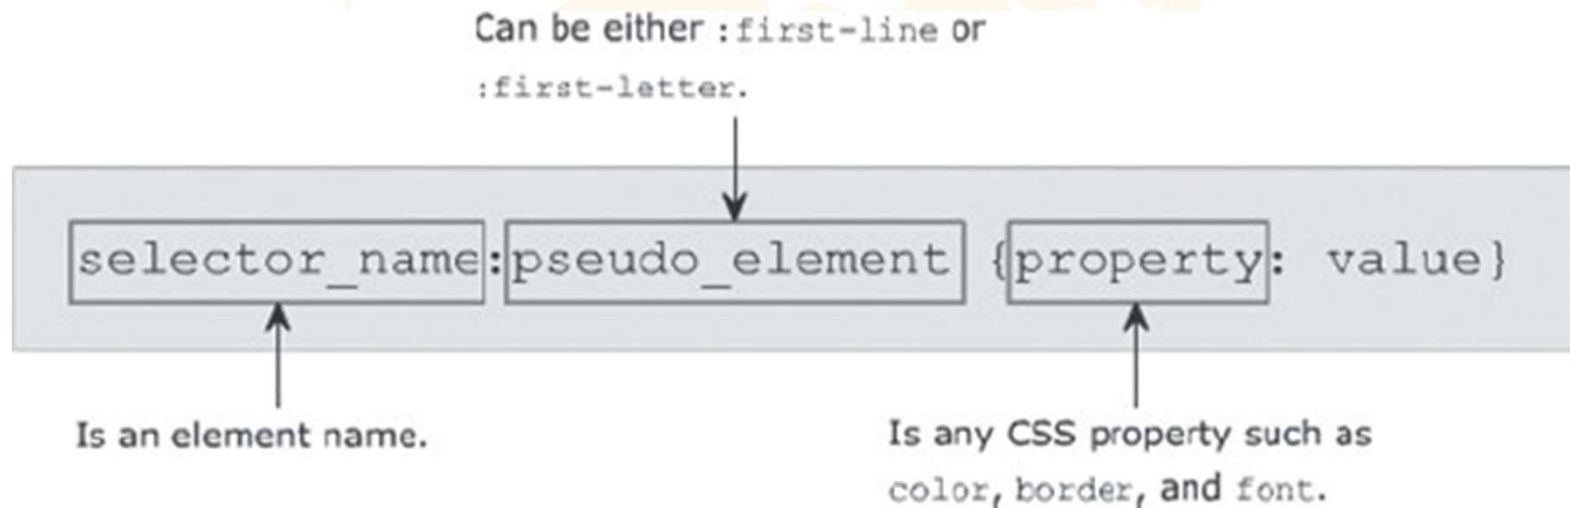 Can be either :first-line or
:first-letter.
selector_name:pseudo_element {property: value}
Is an element name.
Is any CSS property such as
color, border, and font.